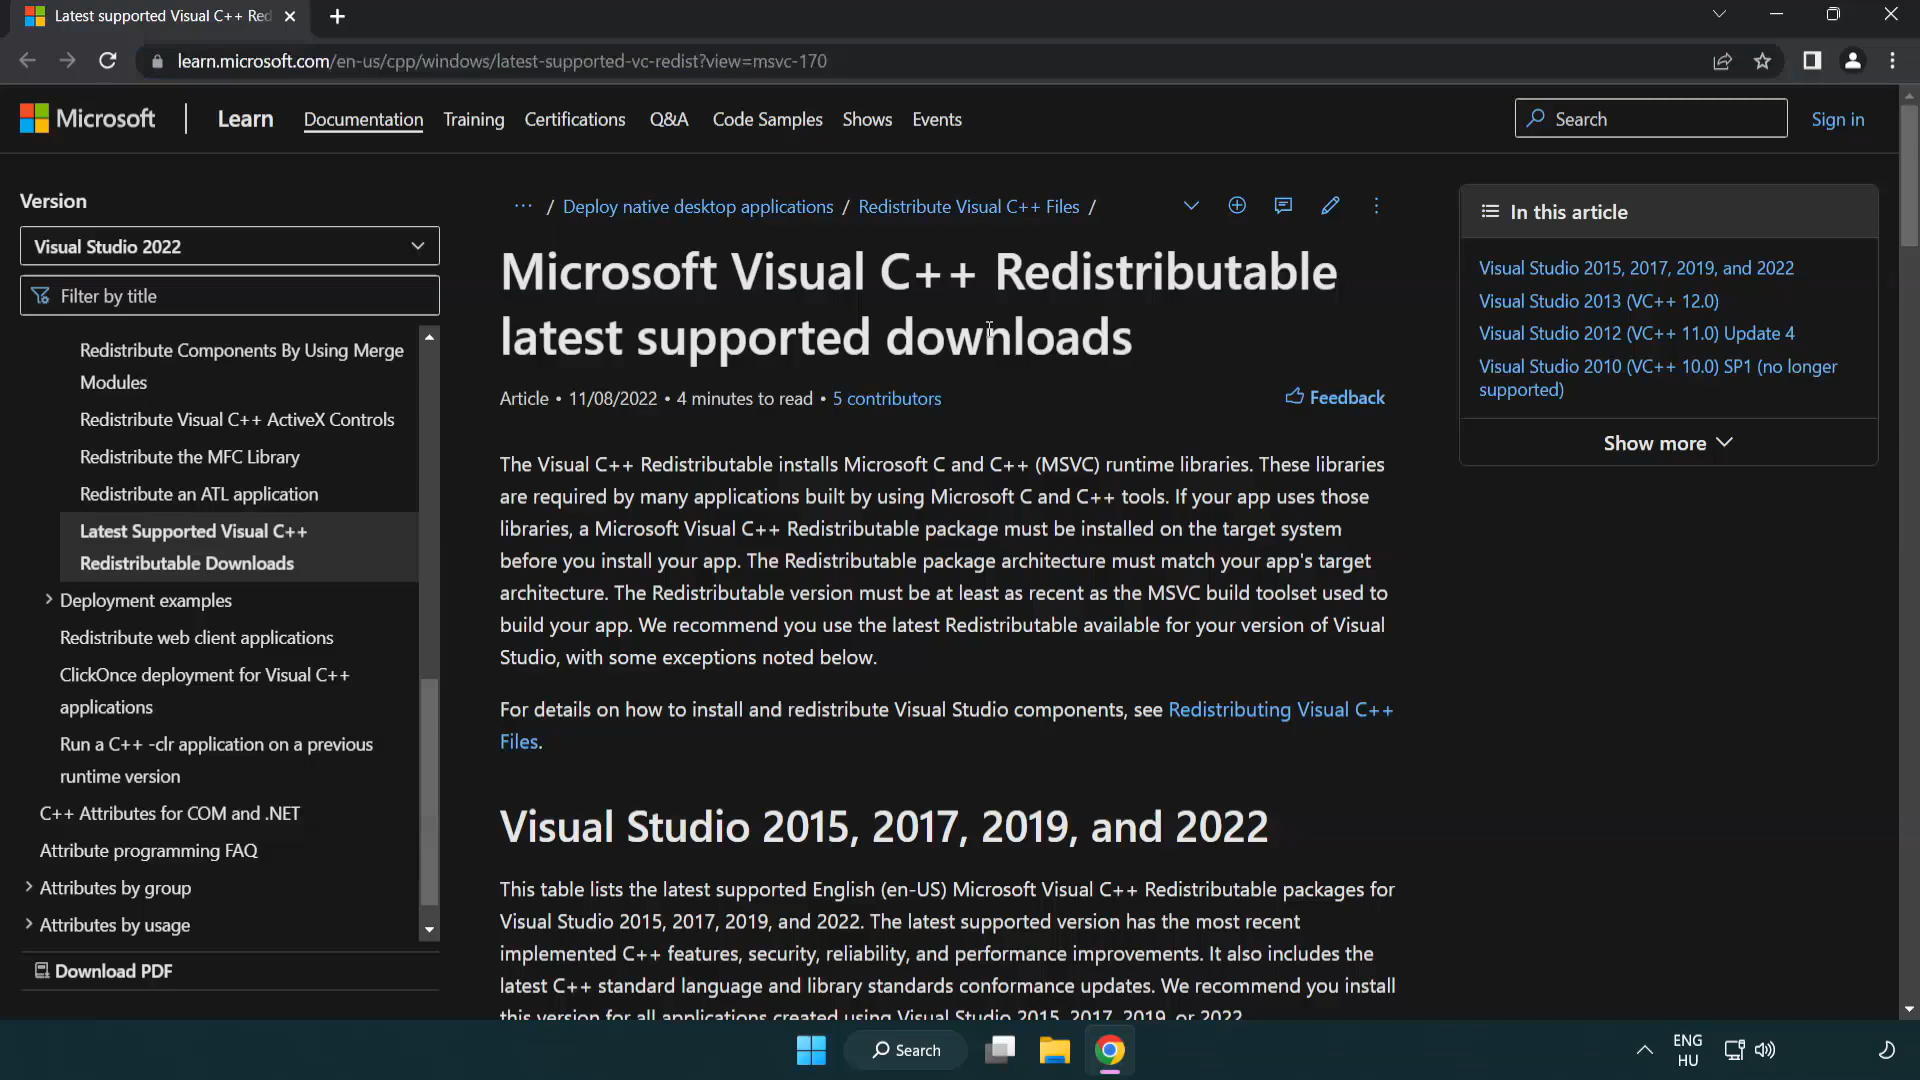 Latest supported Visual C++ Red
learn.microsoft.com/en-us/cpp/windows/latest-supported-vc-redist?view=msvc-170
Microsoft
Learn
Documentation
Training
Certifications
Q&A
Code Samples
Shows
Events
Search
Sign in
Version
Visual Studio 2022
Filter by title
Redistribute Components By Using Merge
Modules
Redistribute Visual C++ ActiveX Controls
Redistribute the MFC Library
Redistribute an ATL application
Latest Supported Visual C++
Redistributable Downloads
Deployment examples
Redistribute web client applications
ClickOnce deployment for Visual C++
applications
Run a C++ -clr application on a previous
runtime version
C++ Attributes for COM and .NET
Attribute programming FAQ
Attributes by group
Attributes by usage
Download PDF
··· / Deploy native desktop applications / Redistribute Visual C++ Files /
Microsoft Visual C++ Redistributable
latest supported downloads
Article • 11/08/2022 • 4 minutes to read • 5 contributors
Feedback
The Visual C++ Redistributable installs Microsoft C and C++ (MSVC) runtime libraries. These libraries
are required by many applications built by using Microsoft C and C++ tools. If your app uses those
libraries, a Microsoft Visual C++ Redistributable package must be installed on the target system
before you install your app. The Redistributable package architecture must match your app's target
architecture. The Redistributable version must be at least as recent as the MSVC build toolset used to
build your app. We recommend you use the latest Redistributable available for your version of Visual
Studio, with some exceptions noted below.
For details on how to install and redistribute Visual Studio components, see Redistributing Visual C++
Files.
Visual Studio 2015, 2017, 2019, and 2022
This table lists the latest supported English (en-US) Microsoft Visual C++ Redistributable packages for
Visual Studio 2015, 2017, 2019, and 2022. The latest supported version has the most recent
implemented C++ features, security, reliability, and performance improvements. It also includes the
latest C++ standard language and library standards conformance updates. We recommend you install
this version for all applications created using Visual Studio 2015, 2017, 2019, or 2022.
In this article
Visual Studio 2015, 2017, 2019, and 2022
Visual Studio 2013 (VC++ 12.0)
Visual Studio 2012 (VC++ 11.0) Update 4
Visual Studio 2010 (VC++ 10.0) SP1 (no longer
supported)
Show more
Search
ENG
HU